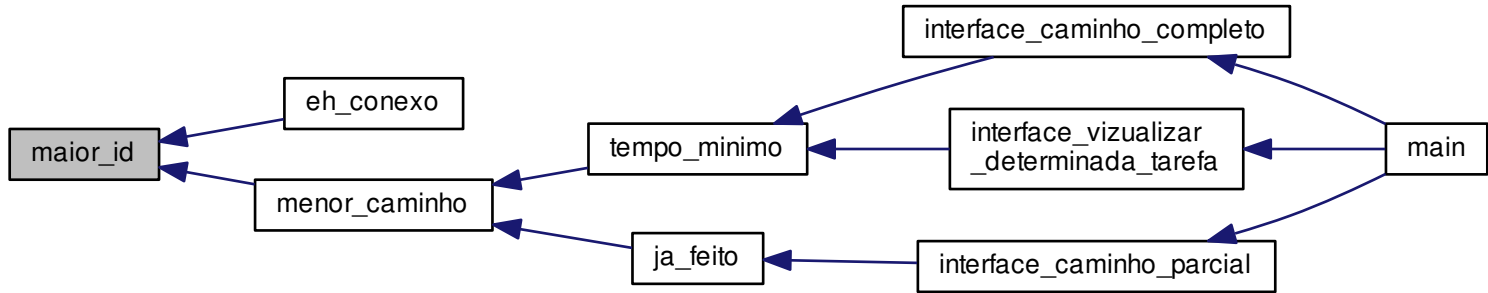 maior_id
eh_conexo
menor_caminho
tempo_minimo
ja_feito
interface_caminho_completo
interface_vizualizar
_determinada_tarefa
interface_caminho_parcial
main